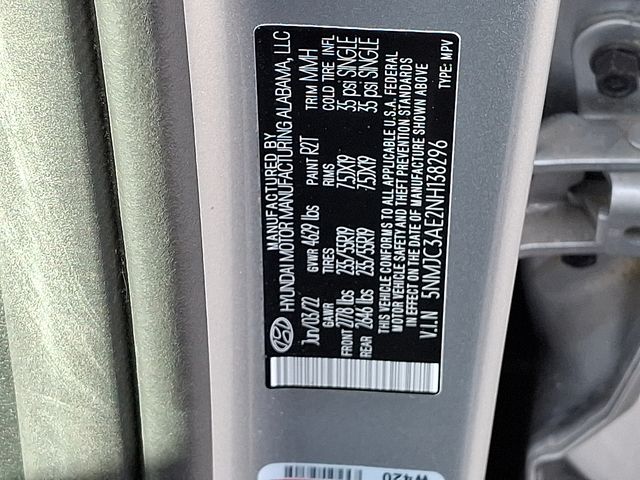 MANUFACTURED BY
HYUNDAI MOTOR MANUFACTURING ALABAMA, LLC
Jun/03/22 GVWR 4629 lbs PAINT R2T TRIM MMH
GAWR TIRES RIMS COLD TIRE INFL
FRONT 2778 lbs 235/55R19 7.5JX19 35 psi SINGLE
REAR 2646 lbs 235/55R19 7.5JX19 35 psi SINGLE
THIS VEHICLE CONFORMS TO ALL APPLICABLE U.S.A. FEDERAL
MOTOR VEHICLE SAFETY AND THEFT PREVENTION STANDARDS
IN EFFECT ON THE DATE OF MANUFACTURE SHOWN ABOVE
V.I.N 5NMJC3AE2NH138296 TYPE: MPV
W420